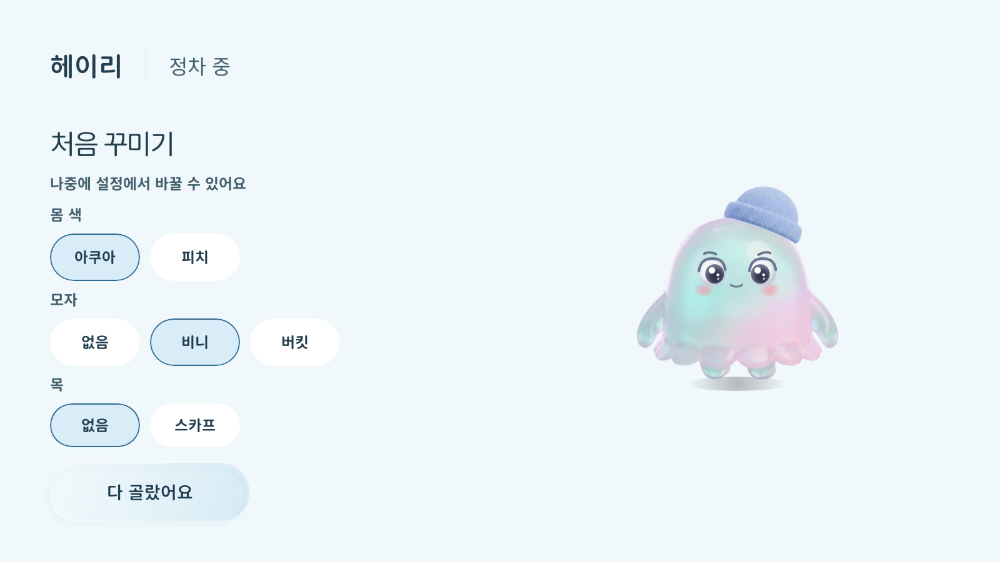 헤이리 정차 중
처음 꾸미기
나중에 설정에서 바꿀 수 있어요
몸 색
아쿠아 피치
모자
없음 비니 버킷
목
없음 스카프
다 골랐어요